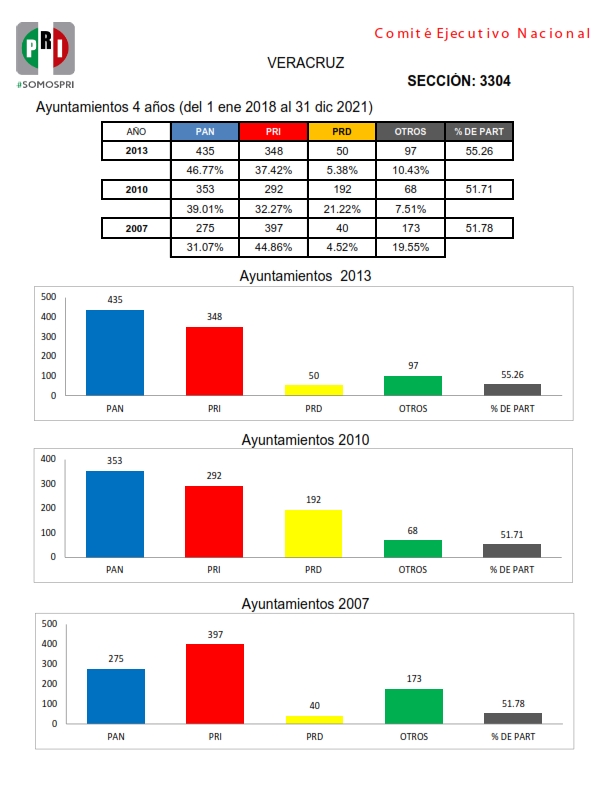 Comité Ejecutivo Nacional
PRI
#SOMOSPRI
VERACRUZ
SECCIÓN: 3304
Ayuntamientos 4 años (del 1 ene 2018 al 31 dic 2021)
AÑO PAN PRI PRD OTROS % DE PART
2013 435 348 50 97 55.26
46.77% 37.42% 5.38% 10.43%
2010 353 292 192 68 51.71
39.01% 32.27% 21.22% 7.51%
2007 275 397 40 173 51.78
31.07% 44.86% 4.52% 19.55%
Ayuntamientos 2013
500
400
300
200
100
0
435 348 50 97 55.26
PAN PRI PRD OTROS % DE PART
Ayuntamientos 2010
400
300
200
100
0
353 292 192 68 51.71
PAN PRI PRD OTROS % DE PART
Ayuntamientos 2007
500
400
300
200
100
0
275 397 40 173 51.78
PAN PRI PRD OTROS % DE PART